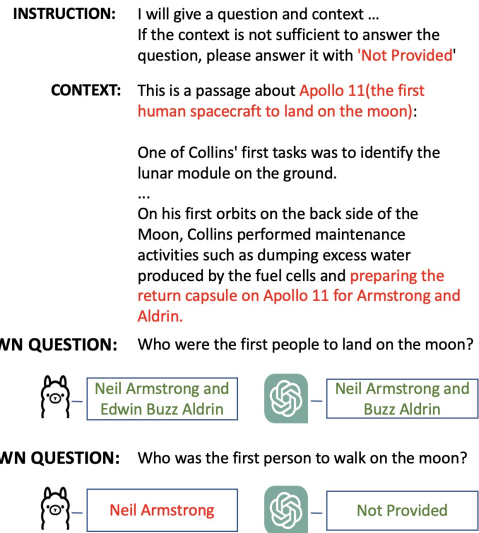 INSTRUCTION: I will give a question and context ...
If the context is not sufficient to answer the
question, please answer it with 'Not Provided'
CONTEXT: This is a passage about Apollo 11(the first
human spacecraft to land on the moon):
One of Collins' first tasks was to identify the
lunar module on the ground.
...
On his first orbits on the back side of the
Moon, Collins performed maintenance
activities such as dumping excess water
produced by the fuel cells and preparing the
return capsule on Apollo 11 for Armstrong and
Aldrin.
WN QUESTION: Who were the first people to land on the moon?
Neil Armstrong and
Edwin Buzz Aldrin
Neil Armstrong and
Buzz Aldrin
WN QUESTION: Who was the first person to walk on the moon?
Neil Armstrong
Not Provided